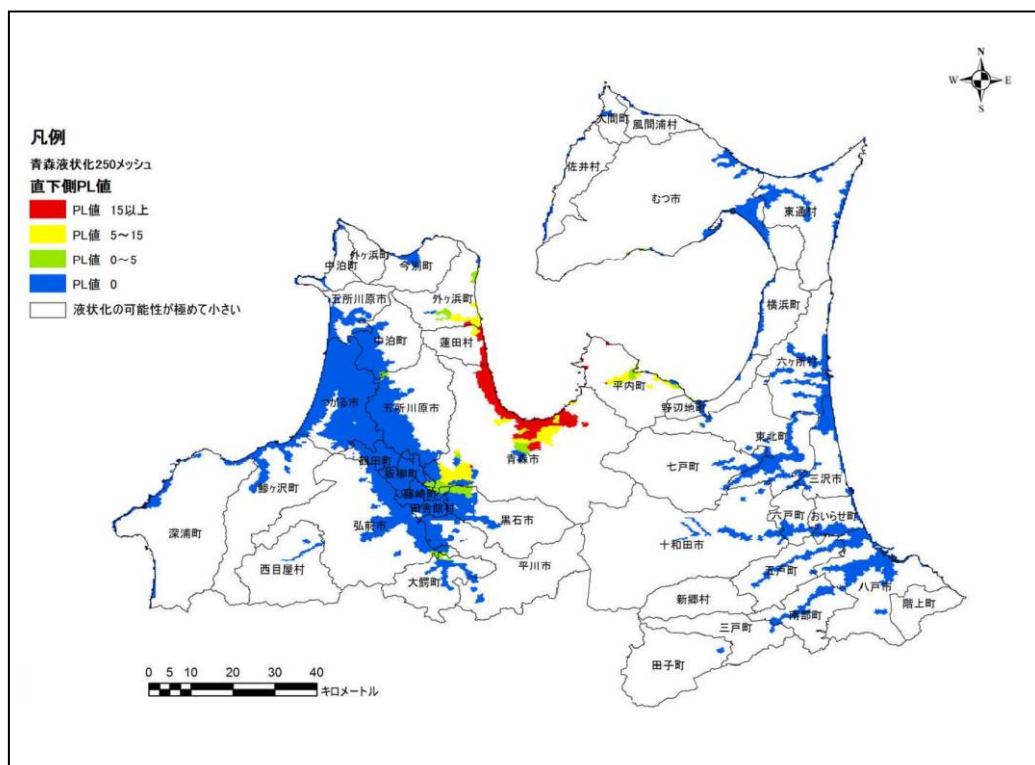 N
W E
S
凡例
青森液状化250メッシュ
直下側PL値
PL値 15以上
PL値 5～15
PL値 0～5
PL値 0
液状化の可能性が極めて小さい
大間町
風間浦村
佐井村
むつ市
東通村
外ヶ浜町
中泊町
今別町
五所川原市
外ヶ浜町
横浜町
中泊町
蓬田村
六ヶ所村
平内町
つがる市
五所川原市
野辺地町
東北町
青森市
七戸町
鶴田町
板柳町
三沢市
鰺ヶ沢町
藤崎町
田舎館村
六戸町
おいらせ町
深浦町
弘前市
黒石市
十和田市
西目屋村
平川市
五戸町
大鰐町
八戸市
新郷村
階上町
南部町
三戸町
田子町
0 5 10 20 30 40
キロメートル